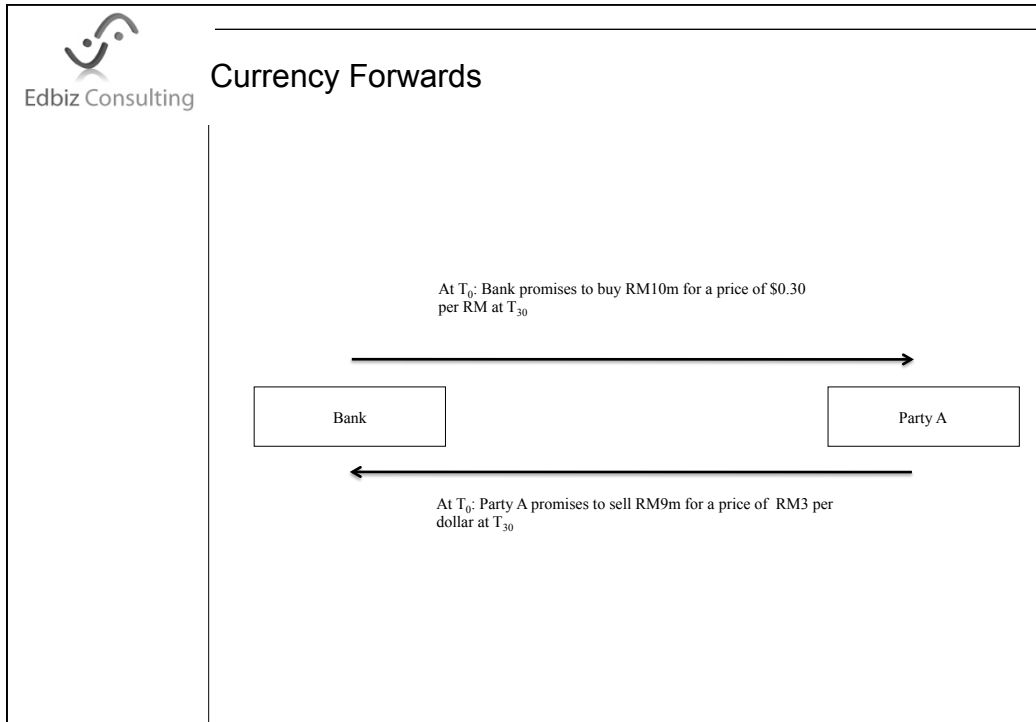 Edbiz Consulting
Currency Forwards
At T₀: Bank promises to buy RM10m for a price of $0.30
per RM at T₃₀
Bank
Party A
At T₀: Party A promises to sell RM9m for a price of  RM3 per
dollar at T₃₀